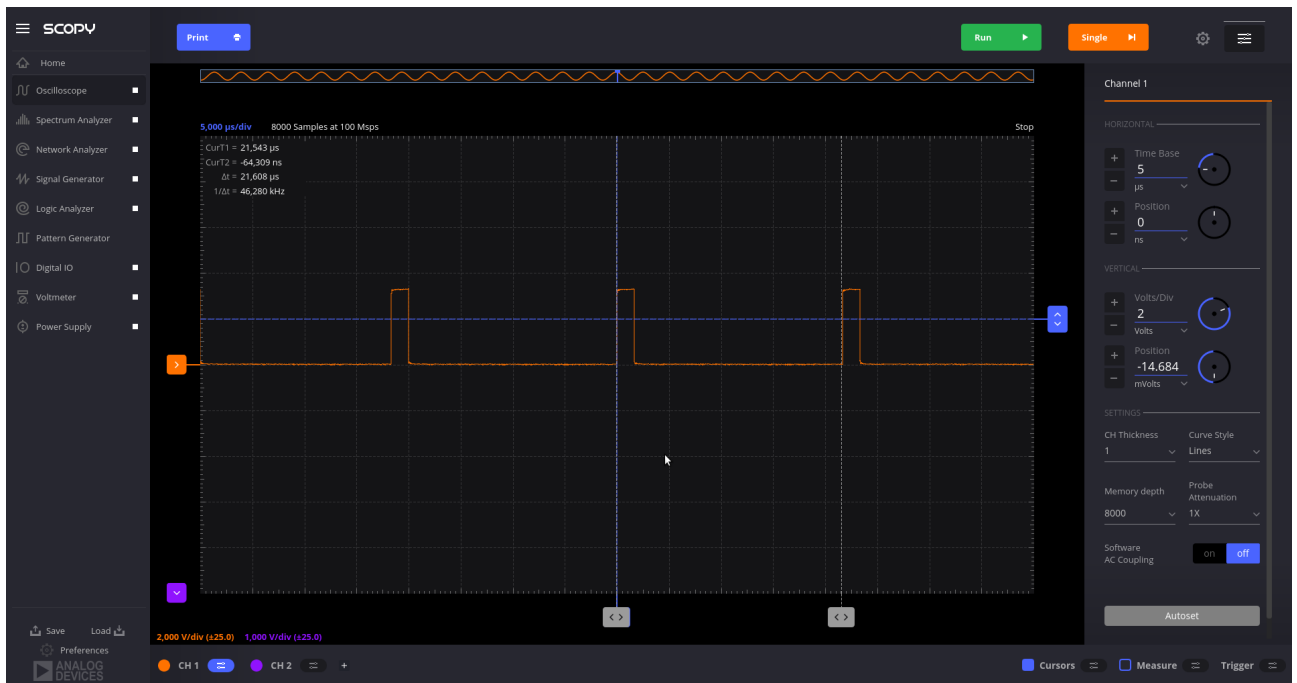 SCOPY
Print
Run
Single
Home
Oscilloscope
Spectrum Analyzer
Network Analyzer
Signal Generator
Logic Analyzer
Pattern Generator
Digital IO
Voltmeter
Power Supply
Save
Load
Preferences
ANALOG
DEVICES
5,000 µs/div 8000 Samples at 100 Msps Stop
CurT1 = 21,543 µs
CurT2 = -64,309 ns
Δt = 21,608 µs
1/Δt = 46,280 kHz
2,000 V/div (±25.0) 1,000 V/div (±25.0)
CH 1
CH 2
+
Cursors
Measure
Trigger
Channel 1
HORIZONTAL
+
Time Base
5
−
µs
+
Position
0
−
ns
VERTICAL
+
Volts/Div
2
−
Volts
+
Position
-14.684
−
mVolts
SETTINGS
CH Thickness Curve Style
1 Lines
Memory depth
Probe
Attenuation
8000 1X
Software
AC Coupling
on off
Autoset